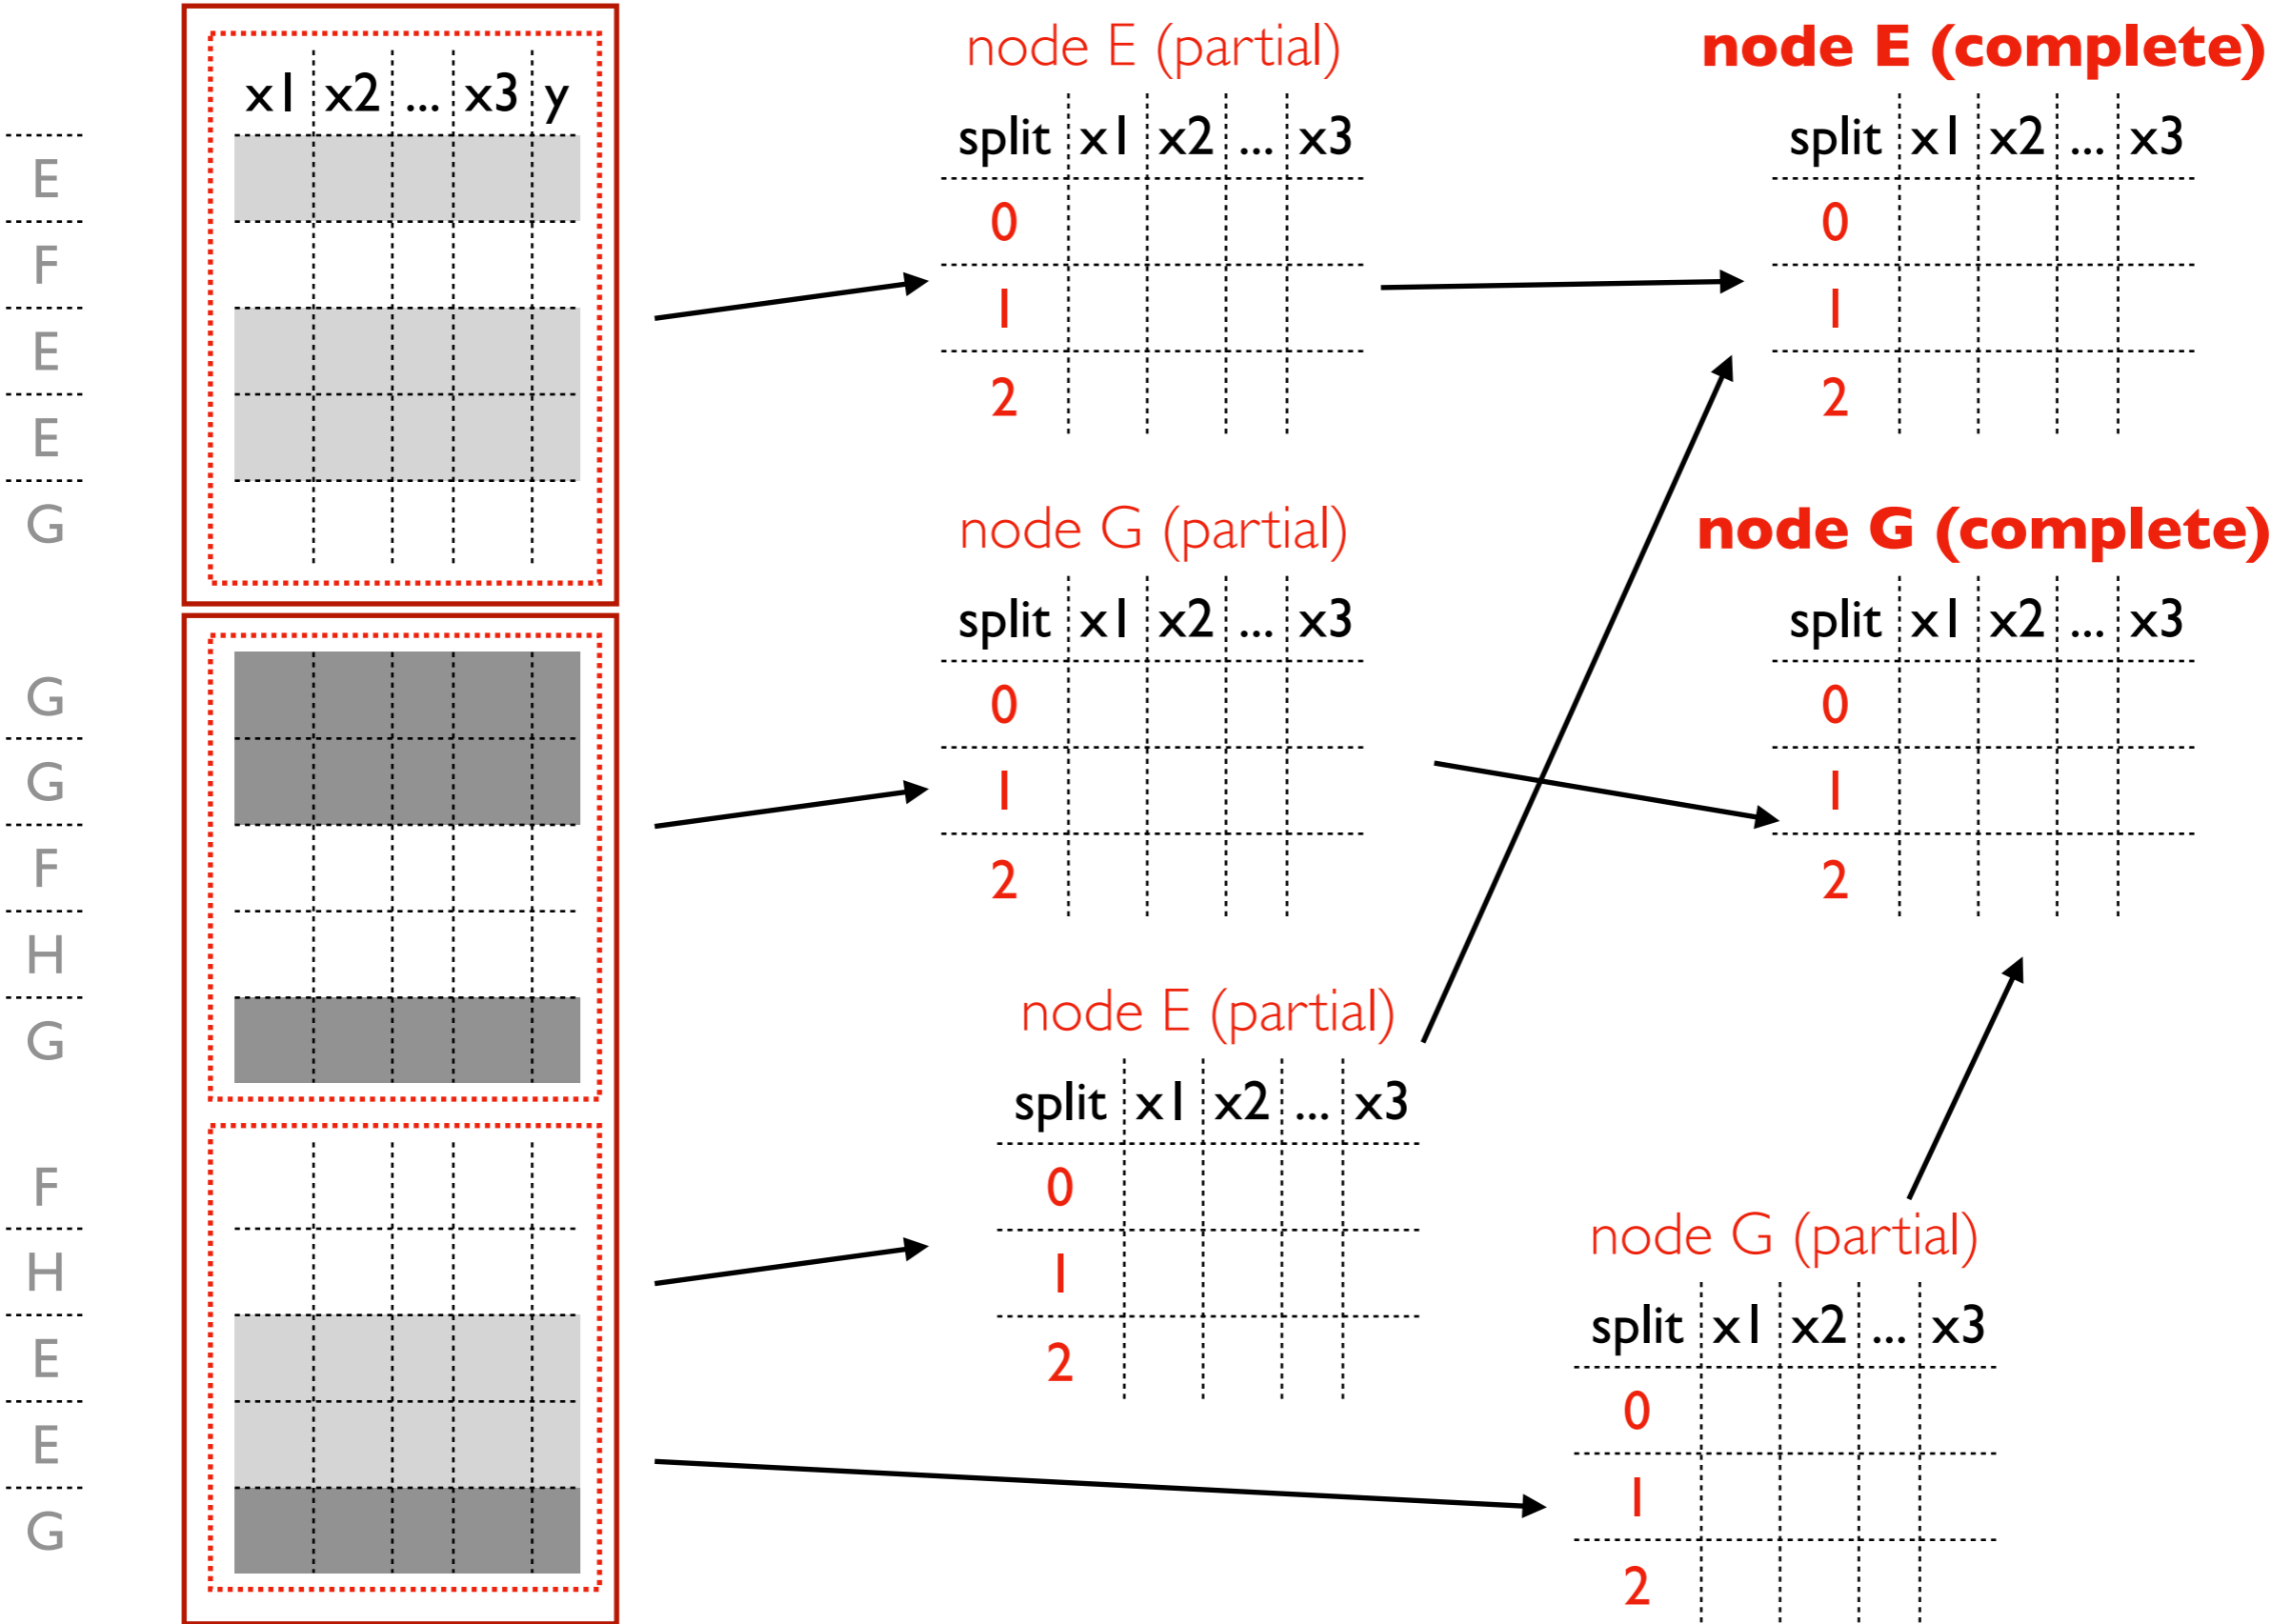 x1 x2 ... x3 y
E
F
E
E
G
G
G
F
H
G
F
H
E
E
G
node E (partial)
split x1 x2 ... x3
0
1
2
node G (partial)
split x1 x2 ... x3
0
1
2
node E (partial)
split x1 x2 ... x3
0
1
2
node G (partial)
split x1 x2 ... x3
0
1
2
node E (complete)
split x1 x2 ... x3
0
1
2
node G (complete)
split x1 x2 ... x3
0
1
2